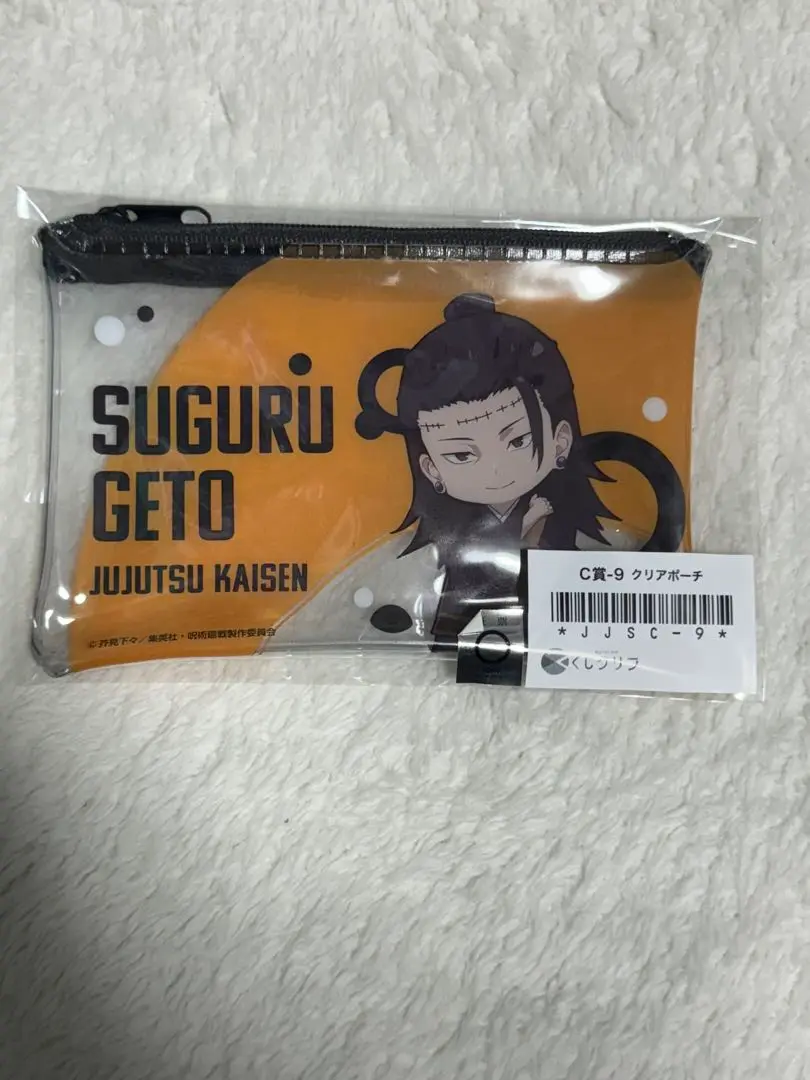 SUGURU
GETO
JUJUTSU KAISEN
©芥見下々/集英社・呪術廻戦製作委員会
C賞-9 クリアポーチ
*JJSC-9*
くじクリブ